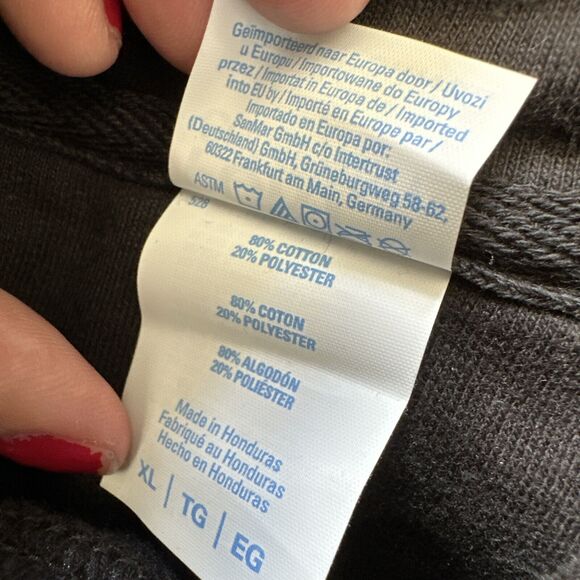 Geïmporteerd naar Europa door / Uvozi
u Europu / Importowane do Europy
przez / Importat in Europa de / Imported
into EU by / Importé en Europe par /
Importado en Europa por:
SanMar GmbH c/o Intertrust
(Deutschland) GmbH, Grüneburgweg 58-62,
60322 Frankfurt am Main, Germany
ASTM
528
80% COTTON
20% POLYESTER
80% COTON
20% POLYESTER
80% ALGODÓN
20% POLIÉSTER
Made in Honduras
Fabriqué au Honduras
Hecho en Honduras
XL | TG | EG